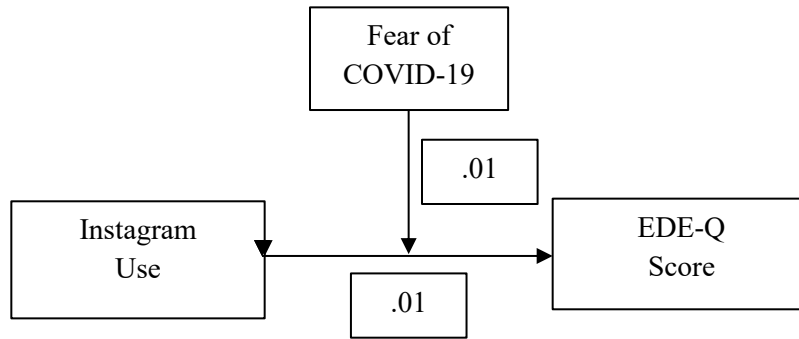 Fear of
COVID-19
.01
Instagram
Use
EDE-Q
Score
.01